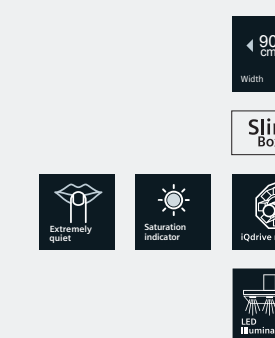 90
cm
Width
Extremely
quiet
Saturation
indicator
iQdrive
LED